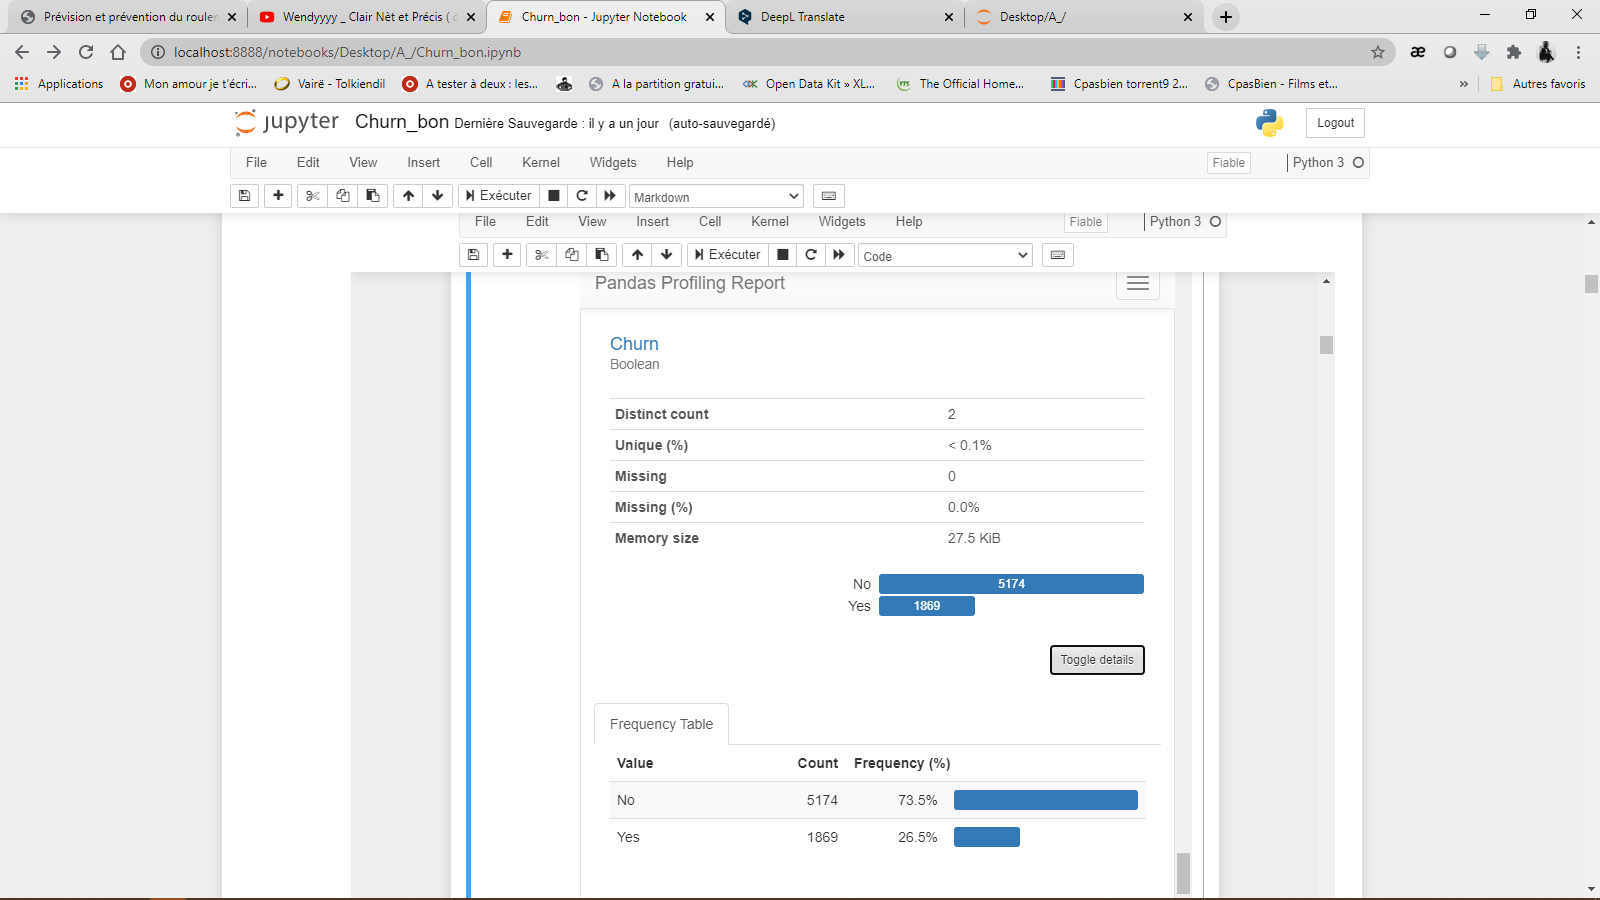 Prévision et prévention du rouler
Wendyyyy _ Clair Nèt et Précis ( c
Churn_bon - Jupyter Notebook
DeepL Translate
Desktop/A_/
localhost:8888/notebooks/Desktop/A_/Churn_bon.ipynb
Applications
Mon amour je t'écri...
Vairë - Tolkiendil
A tester à deux : les...
A la partition gratui...
Open Data Kit » XL...
The Official Home...
Cpasbien torrent9 2...
CpasBien - Films et...
»
Autres favoris
jupyter Churn_bon Dernière Sauvegarde : il y a un jour (auto-sauvegardé)
Logout
File Edit View Insert Cell Kernel Widgets Help
Fiable
Python 3
Exécuter
Markdown
File Edit View Insert Cell Kernel Widgets Help
Fiable
Python 3
Exécuter
Code
Pandas Profiling Report
Churn
Boolean
Distinct count 2
Unique (%) < 0.1%
Missing 0
Missing (%) 0.0%
Memory size 27.5 KiB
No 5174
Yes 1869
Toggle details
Frequency Table
Value Count Frequency (%)
No 5174 73.5%
Yes 1869 26.5%